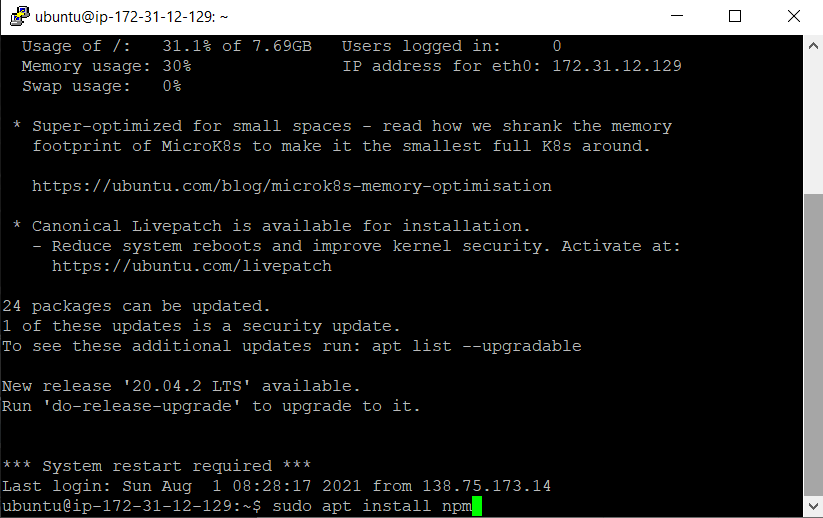 ubuntu@ip-172-31-12-129: ~
Usage of /:   31.1% of 7.69GB   Users logged in:     0
Memory usage: 30%               IP address for eth0: 172.31.12.129
Swap usage:   0%
* Super-optimized for small spaces - read how we shrank the memory
footprint of MicroK8s to make it the smallest full K8s around.
https://ubuntu.com/blog/microk8s-memory-optimisation
* Canonical Livepatch is available for installation.
- Reduce system reboots and improve kernel security. Activate at:
https://ubuntu.com/livepatch
24 packages can be updated.
1 of these updates is a security update.
To see these additional updates run: apt list --upgradable
New release '20.04.2 LTS' available.
Run 'do-release-upgrade' to upgrade to it.
*** System restart required ***
Last login: Sun Aug  1 08:28:17 2021 from 138.75.173.14
ubuntu@ip-172-31-12-129:~$ sudo apt install npm